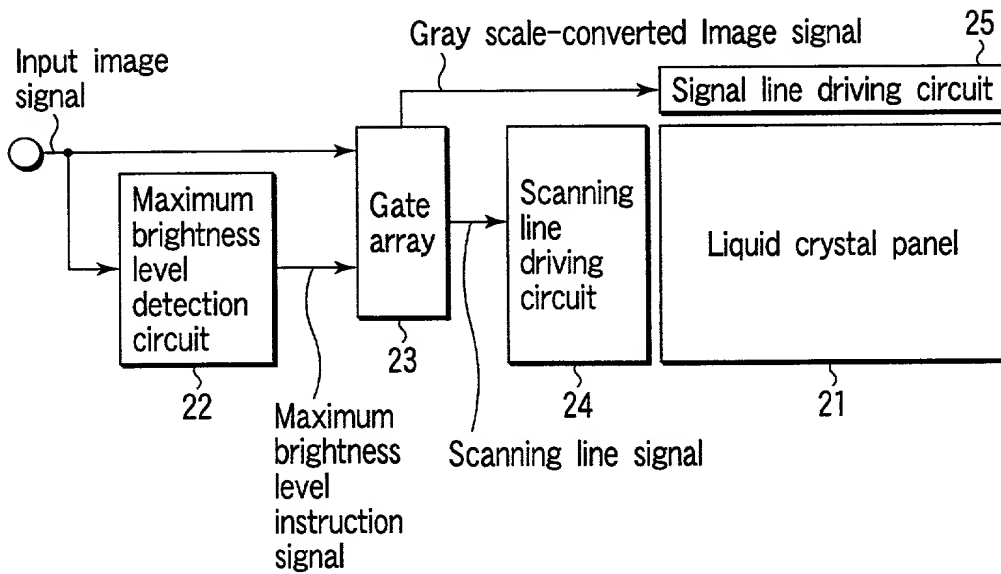 Gray scale-converted Image signal
25
Input image
signal
Signal line driving circuit
Maximum
brightness
level
detection
circuit
Gate
array
Scanning
line
driving
circuit
Liquid crystal panel
22
23
24
21
Maximum
brightness
level
instruction
signal
Scanning line signal